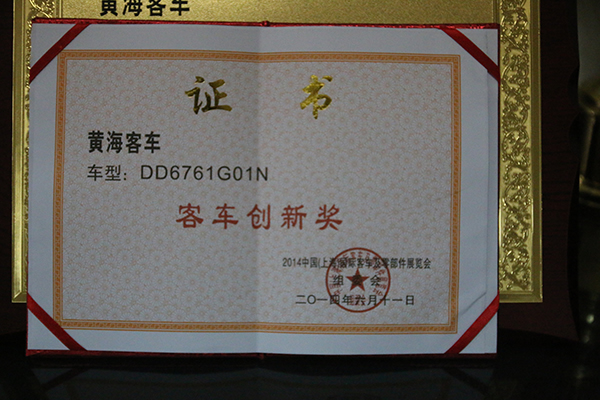 黄海客车
证书
黄海客车
车型：DD6761G01N
客车创新奖
2014中国(上海)国际客车及零部件展览会
组 会
二〇一四年六月十一日